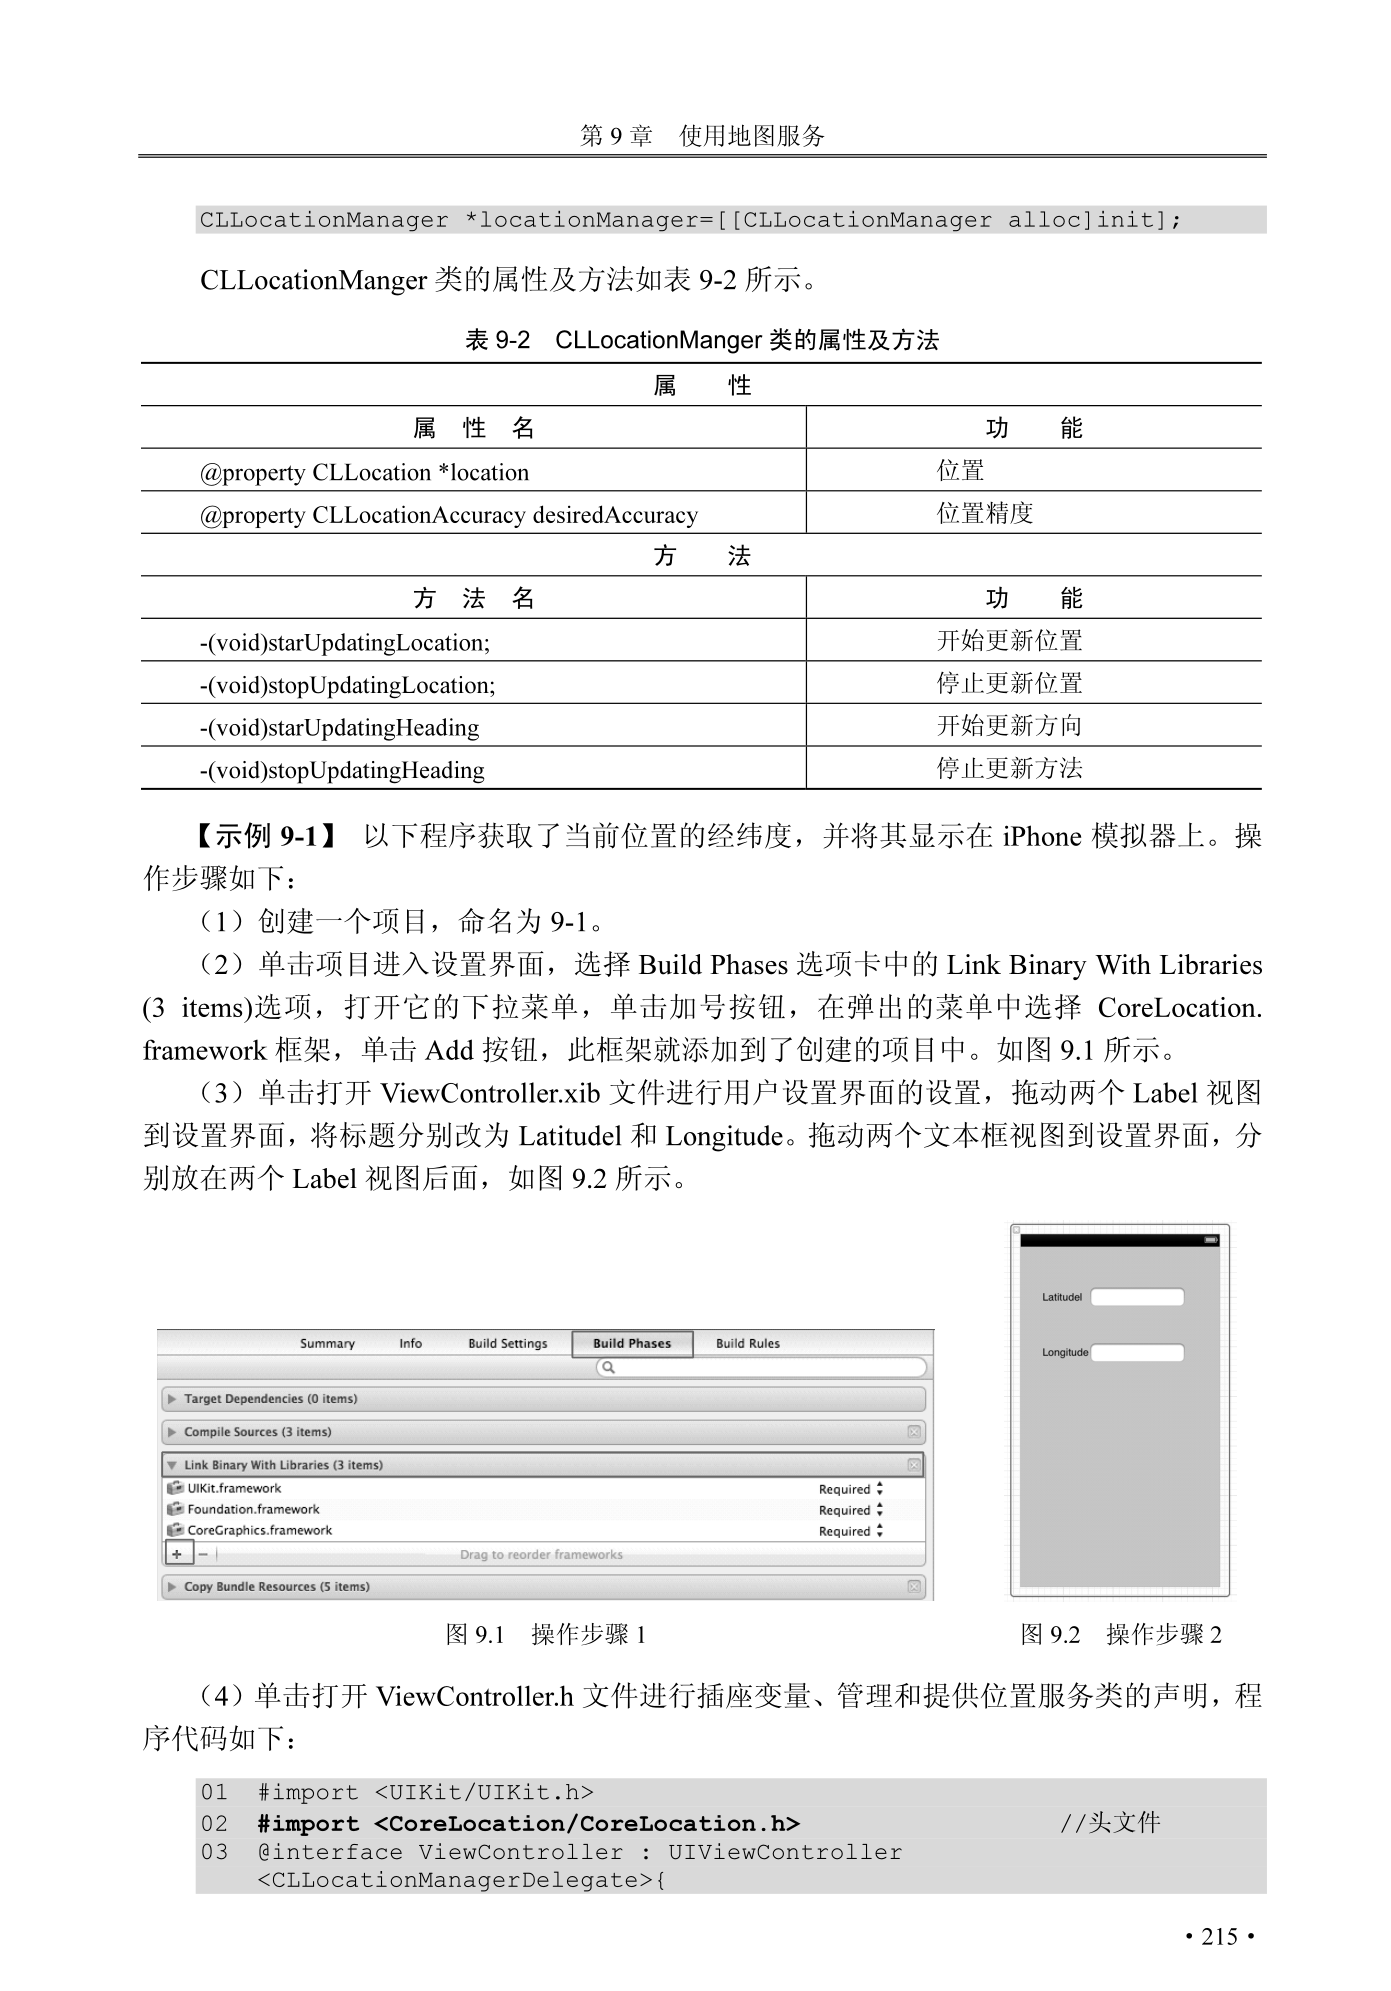 第 9 章　使用地图服务
CLLocationManager *locationManager=[[CLLocationManager alloc]init];
CLLocationManger 类的属性及方法如表 9-2 所示。
表 9-2　CLLocationManger 类的属性及方法
属　性
属 性 名　功　能
@property CLLocation *location　位置
@property CLLocationAccuracy desiredAccuracy　位置精度
方　法
方 法 名　功　能
-(void)starUpdatingLocation;　开始更新位置
-(void)stopUpdatingLocation;　停止更新位置
-(void)starUpdatingHeading　开始更新方向
-(void)stopUpdatingHeading　停止更新方法
【示例 9-1】 以下程序获取了当前位置的经纬度，并将其显示在 iPhone 模拟器上。操
作步骤如下：
（1）创建一个项目，命名为 9-1。
（2）单击项目进入设置界面，选择 Build Phases 选项卡中的 Link Binary With Libraries
(3 items)选项，打开它的下拉菜单，单击加号按钮，在弹出的菜单中选择 CoreLocation.
framework 框架，单击 Add 按钮，此框架就添加到了创建的项目中。如图 9.1 所示。
（3）单击打开 ViewController.xib 文件进行用户设置界面的设置，拖动两个 Label 视图
到设置界面，将标题分别改为 Latitudel 和 Longitude。拖动两个文本框视图到设置界面，分
别放在两个 Label 视图后面，如图 9.2 所示。
Summary　Info　Build Settings　Build Phases　Build Rules
Target Dependencies (0 items)
Compile Sources (3 items)
Link Binary With Libraries (3 items)
UIKit.framework　Required
Foundation.framework　Required
CoreGraphics.framework　Required
+ − Drag to reorder frameworks
Copy Bundle Resources (5 items)
Latitudel
Longitude
图 9.1　操作步骤 1
图 9.2　操作步骤 2
（4）单击打开 ViewController.h 文件进行插座变量、管理和提供位置服务类的声明，程
序代码如下：
01 #import <UIKit/UIKit.h>
02 #import <CoreLocation/CoreLocation.h>　//头文件
03 @interface ViewController : UIViewController
<CLLocationManagerDelegate>{
• 215 •